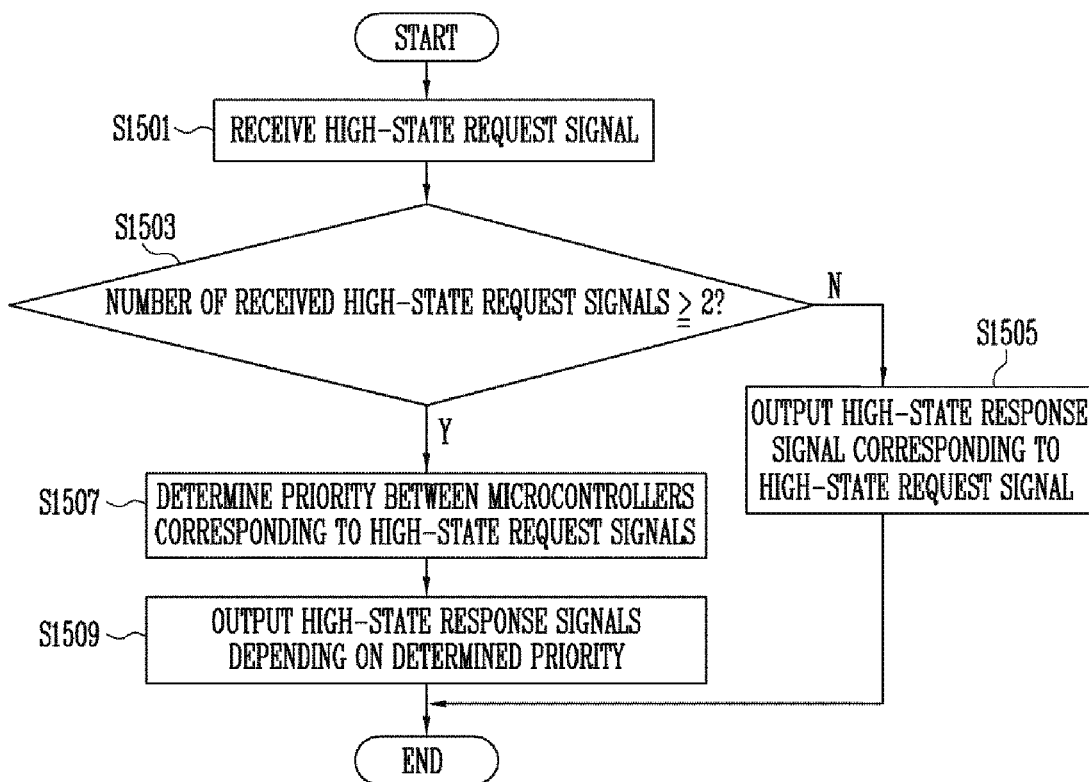 START
S1501
RECEIVE HIGH-STATE REQUEST SIGNAL
S1503
NUMBER OF RECEIVED HIGH-STATE REQUEST SIGNALS ≧ 2?
N
S1505
OUTPUT HIGH-STATE RESPONSE
SIGNAL CORRESPONDING TO
HIGH-STATE REQUEST SIGNAL
Y
S1507
DETERMINE PRIORITY BETWEEN MICROCONTROLLERS
CORRESPONDING TO HIGH-STATE REQUEST SIGNALS
S1509
OUTPUT HIGH-STATE RESPONSE SIGNALS
DEPENDING ON DETERMINED PRIORITY
END